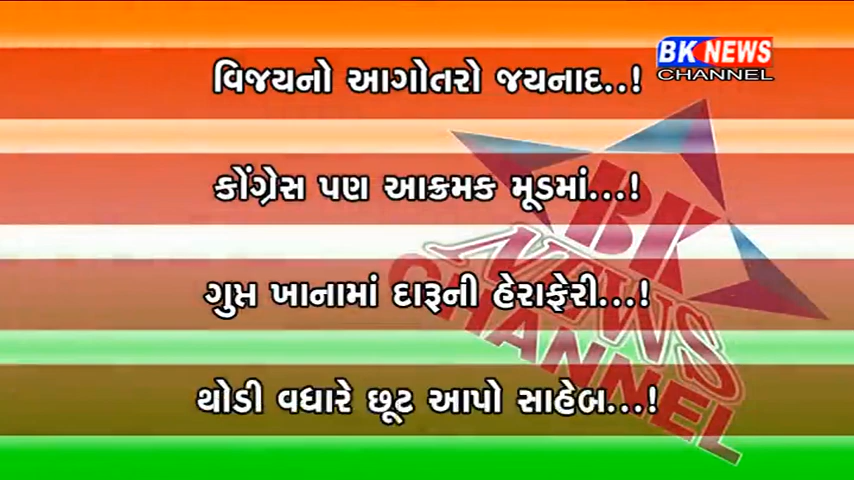 BK NEWS
CHANNEL
વિજયનો આગોતરો જયનાદ..!
કોંગ્રેસ પણ આક્રમક મૂડમાં...!
ગુપ્ત ખાનામાં દારૂની હેરાફેરી...!
થોડી વધારે છૂટ આપો સાહેબ...!
BK
NEWS
CHANNEL